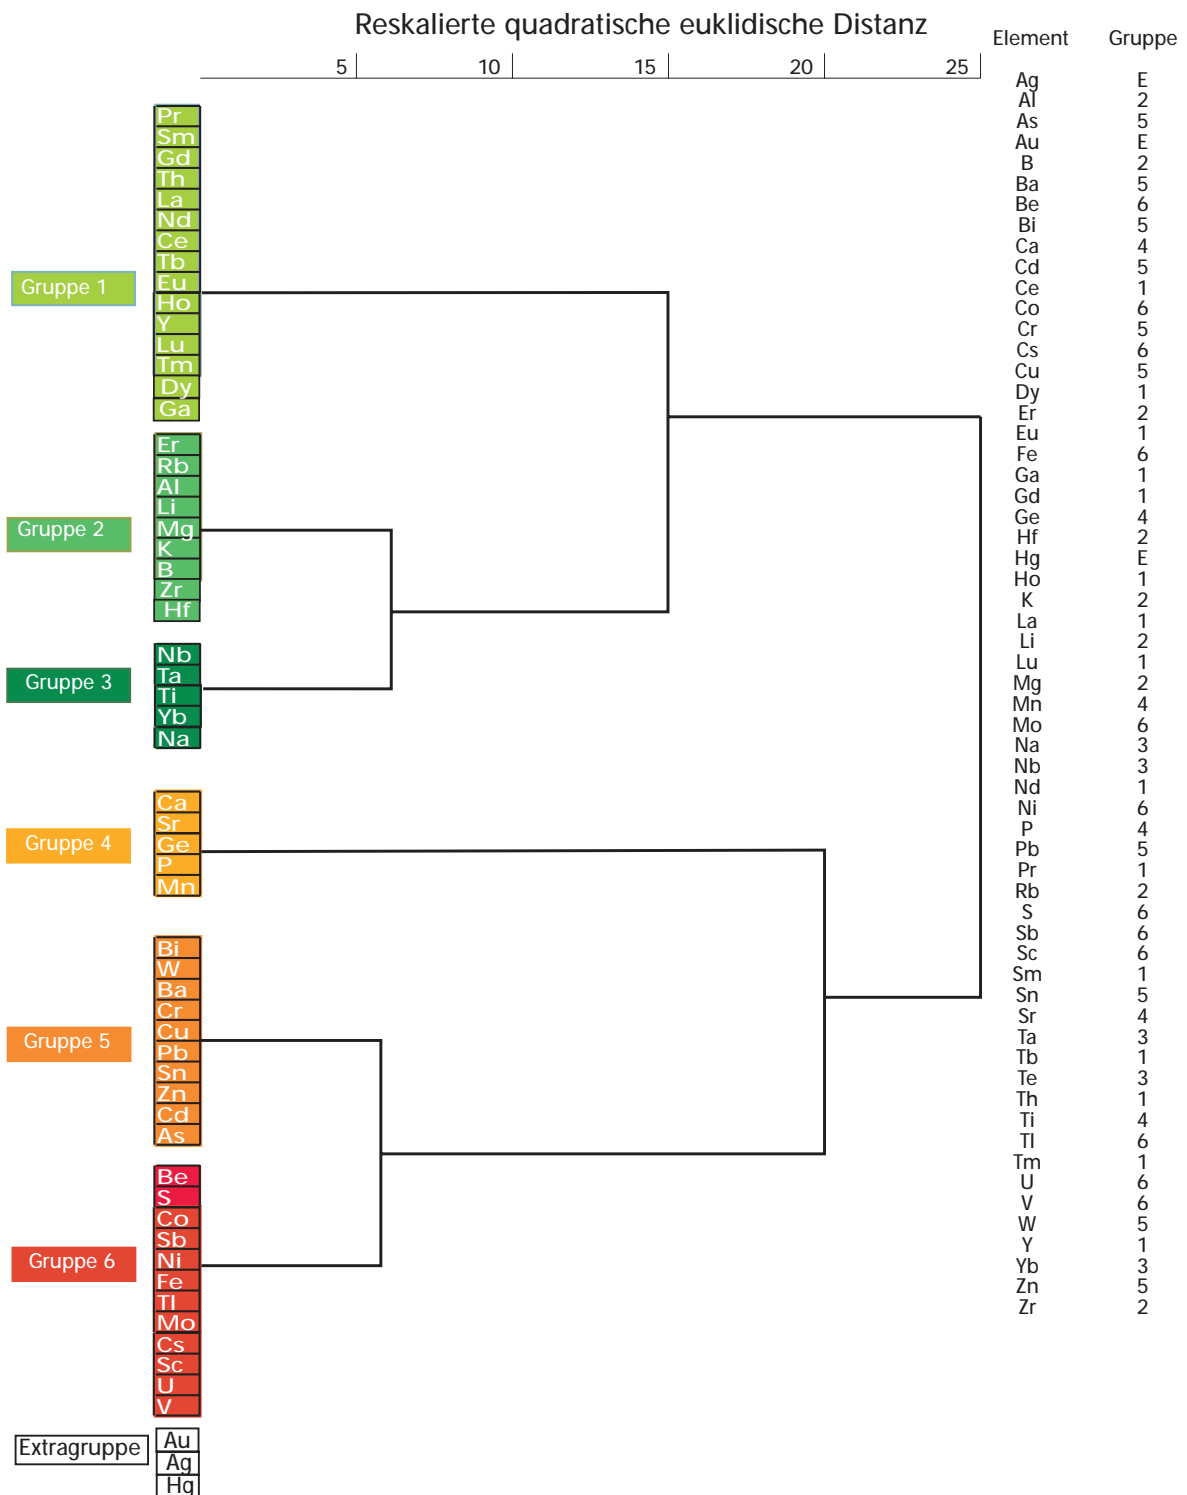 Reskalierte quadratische euklidische Distanz
5 10 15 20 25
Gruppe 1
Pr
Sm
Gd
Th
La
Nd
Ce
Tb
Eu
Ho
Y
Lu
Tm
Dy
Ga
Gruppe 2
Er
Rb
Al
Li
Mg
K
B
Zr
Hf
Gruppe 3
Nb
Ta
Ti
Yb
Na
Gruppe 4
Ca
Sr
Ge
P
Mn
Gruppe 5
Bi
W
Ba
Cr
Cu
Pb
Sn
Zn
Cd
As
Gruppe 6
Be
S
Co
Sb
Ni
Fe
Tl
Mo
Cs
Sc
U
V
Extragruppe
Au
Ag
Hg
Element Gruppe
Ag E
Al 2
As 5
Au E
B 2
Ba 5
Be 6
Bi 5
Ca 4
Cd 5
Ce 1
Co 6
Cr 5
Cs 6
Cu 5
Dy 1
Er 2
Eu 1
Fe 6
Ga 1
Gd 1
Ge 4
Hf 2
Hg E
Ho 1
K 2
La 1
Li 2
Lu 1
Mg 2
Mn 4
Mo 6
Na 3
Nb 3
Nd 1
Ni 6
P 4
Pb 5
Pr 1
Rb 2
S 6
Sb 6
Sc 6
Sm 1
Sn 5
Sr 4
Ta 3
Tb 1
Te 3
Th 1
Ti 4
Tl 6
Tm 1
U 6
V 6
W 5
Y 1
Yb 3
Zn 5
Zr 2